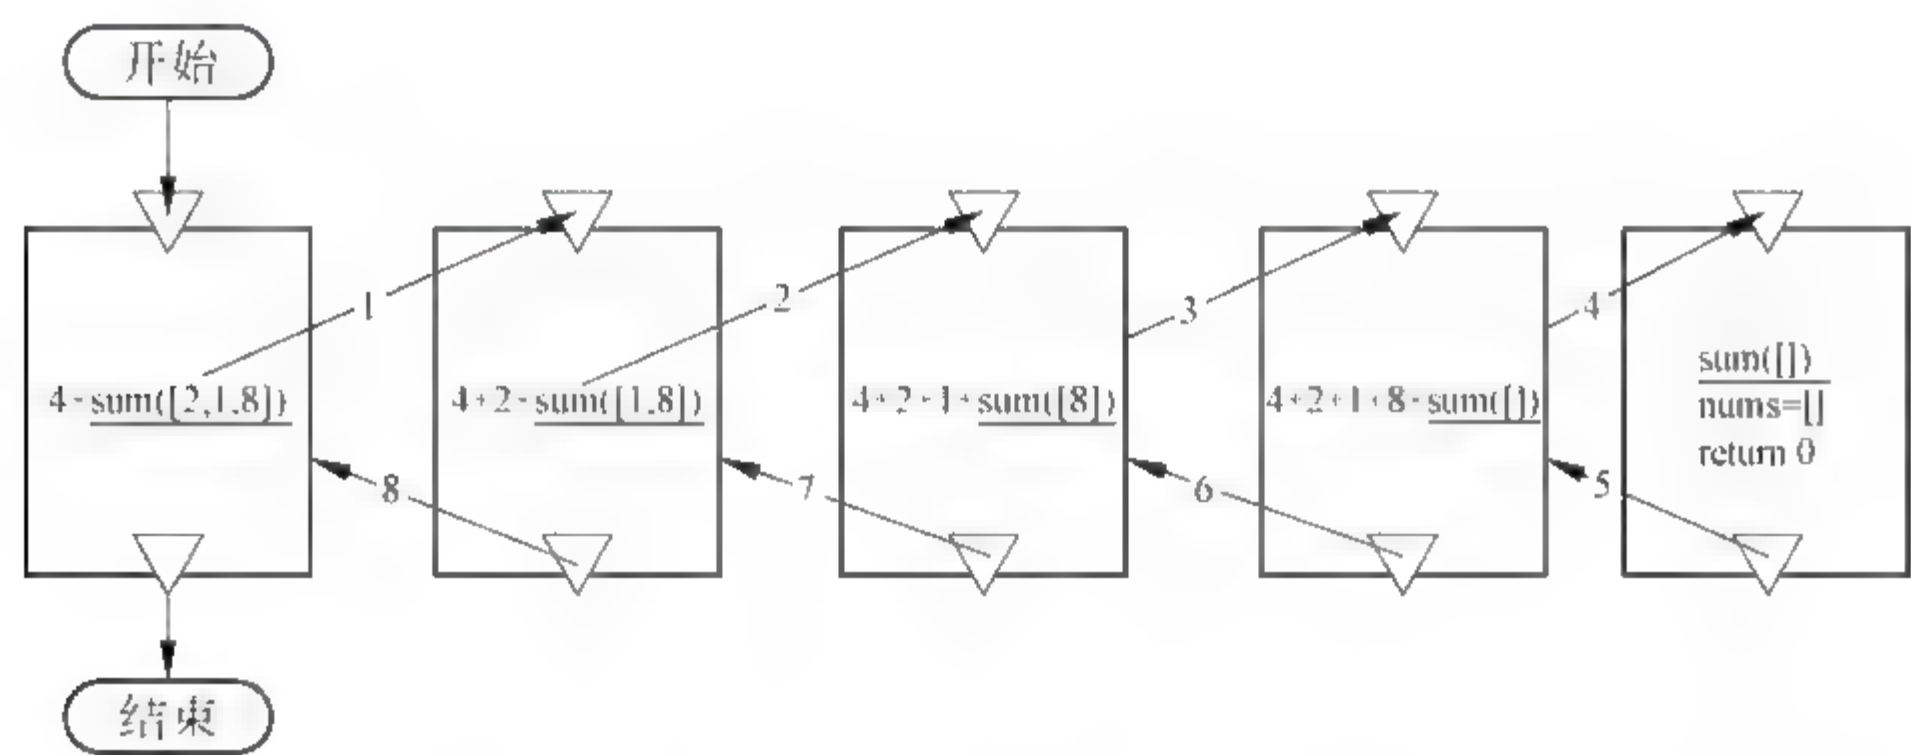 开始
1
2
3
4
4+sum([2,1,8])
4+2+sum([1,8])
4+2+1+sum([8])
4+2+1+8+sum([])
sum([])
nums=[]
return 0
8
7
6
5
结束